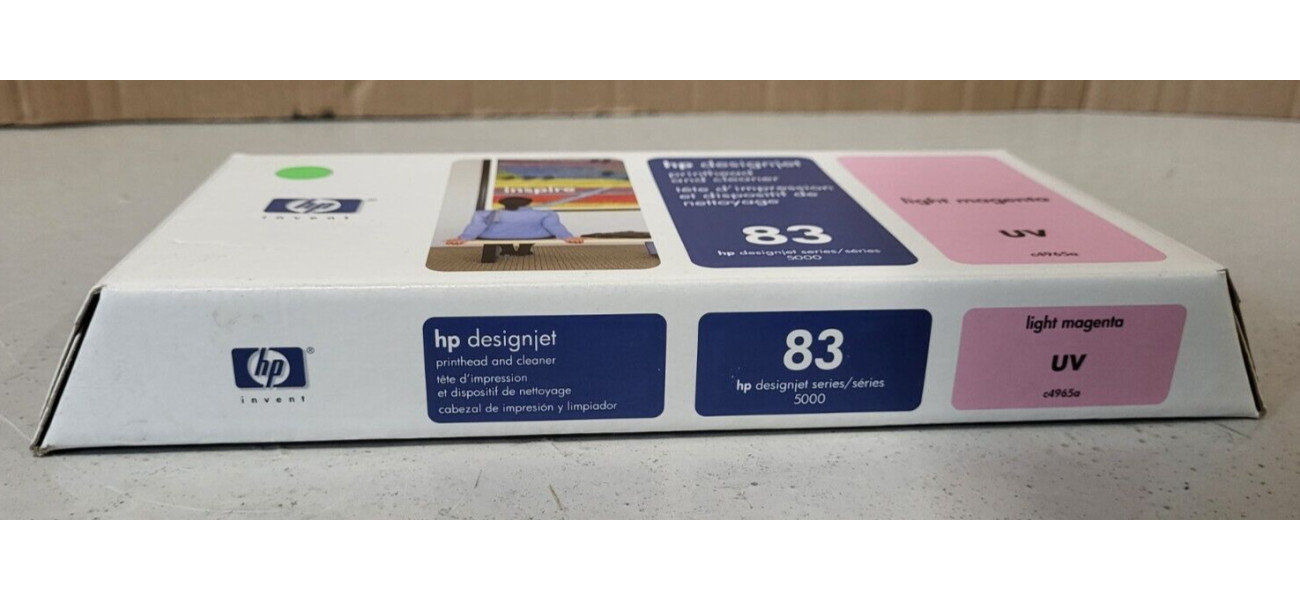 hp
invent
inspire
hp designjet
printhead
and cleaner
tête d'impression
et dispositif de
nettoyage
83
hp designjet series/séries
5000
light magenta
UV
c4965a
hp
invent
hp designjet
printhead and cleaner
tête d'impression
et dispositif de nettoyage
cabezal de impresión y limpiador
83
hp designjet series/séries
5000
light magenta
UV
c4965a